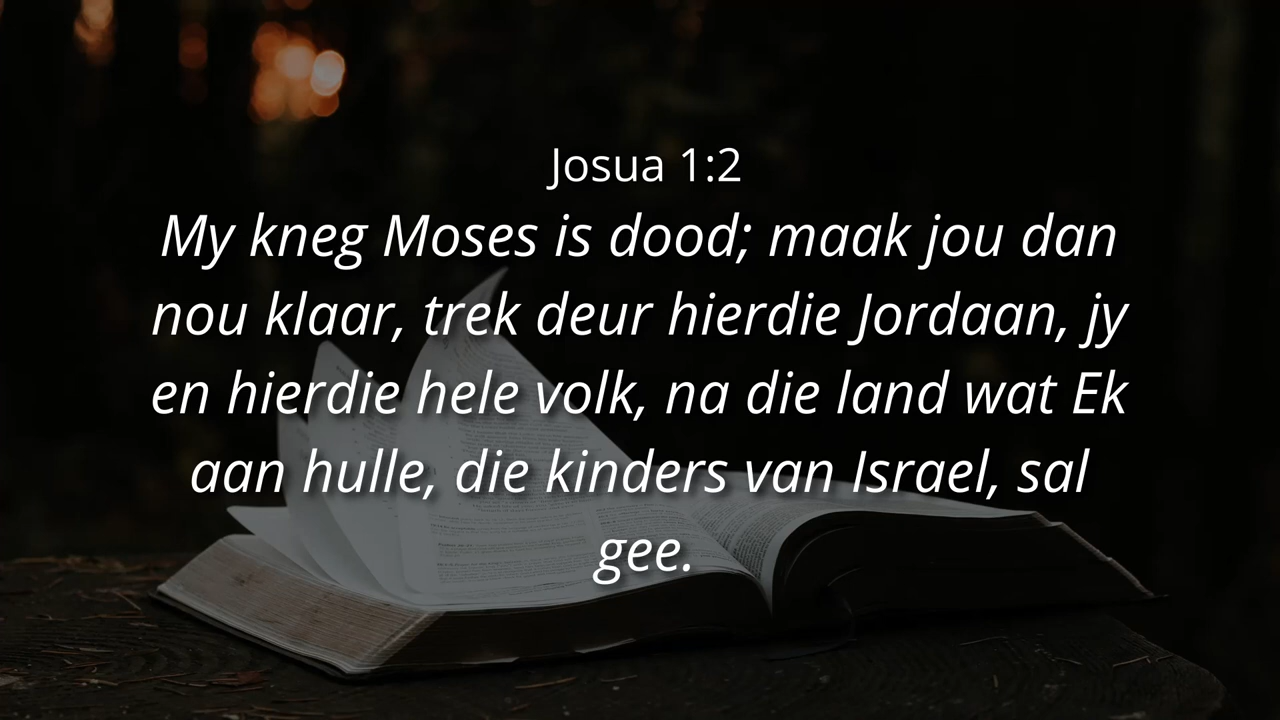 Josua 1:2
My kneg Moses is dood; maak jou dan
nou klaar, trek deur hierdie Jordaan, jy
en hierdie hele volk, na die land wat Ek
aan hulle, die kinders van Israel, sal
gee.